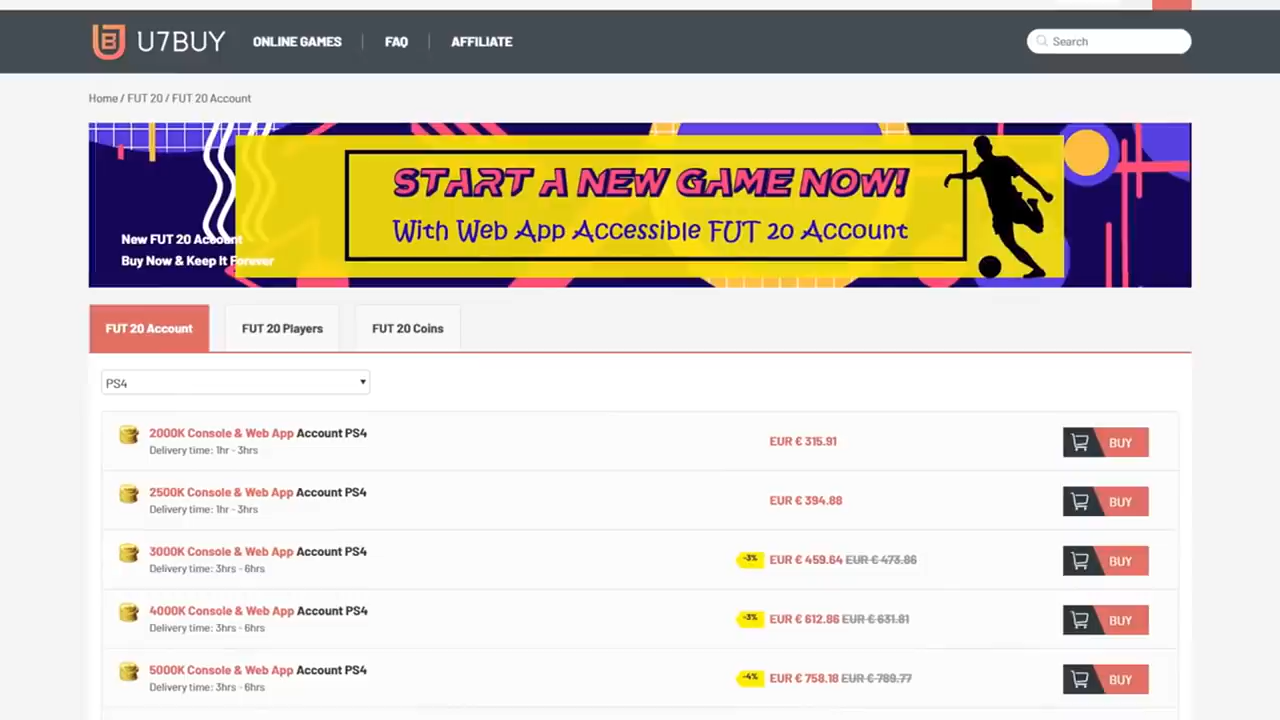 U7BUY ONLINE GAMES FAQ AFFILIATE Search
Home / FUT 20 / FUT 20 Account
START A NEW GAME NOW!
With Web App Accessible FUT 20 Account
New FUT 20 Account
Buy Now & Keep It Forever
FUT 20 Account FUT 20 Players FUT 20 Coins
PS4
2000K Console & Web App Account PS4
Delivery time: 1hr - 3hrs
EUR € 315.91
BUY
2500K Console & Web App Account PS4
Delivery time: 1hr - 3hrs
EUR € 394.88
BUY
3000K Console & Web App Account PS4
Delivery time: 3hrs - 6hrs
-3% EUR € 459.64 EUR € 473.86
BUY
4000K Console & Web App Account PS4
Delivery time: 3hrs - 6hrs
-3% EUR € 612.86 EUR € 631.81
BUY
5000K Console & Web App Account PS4
Delivery time: 3hrs - 6hrs
-4% EUR € 758.18 EUR € 789.77
BUY